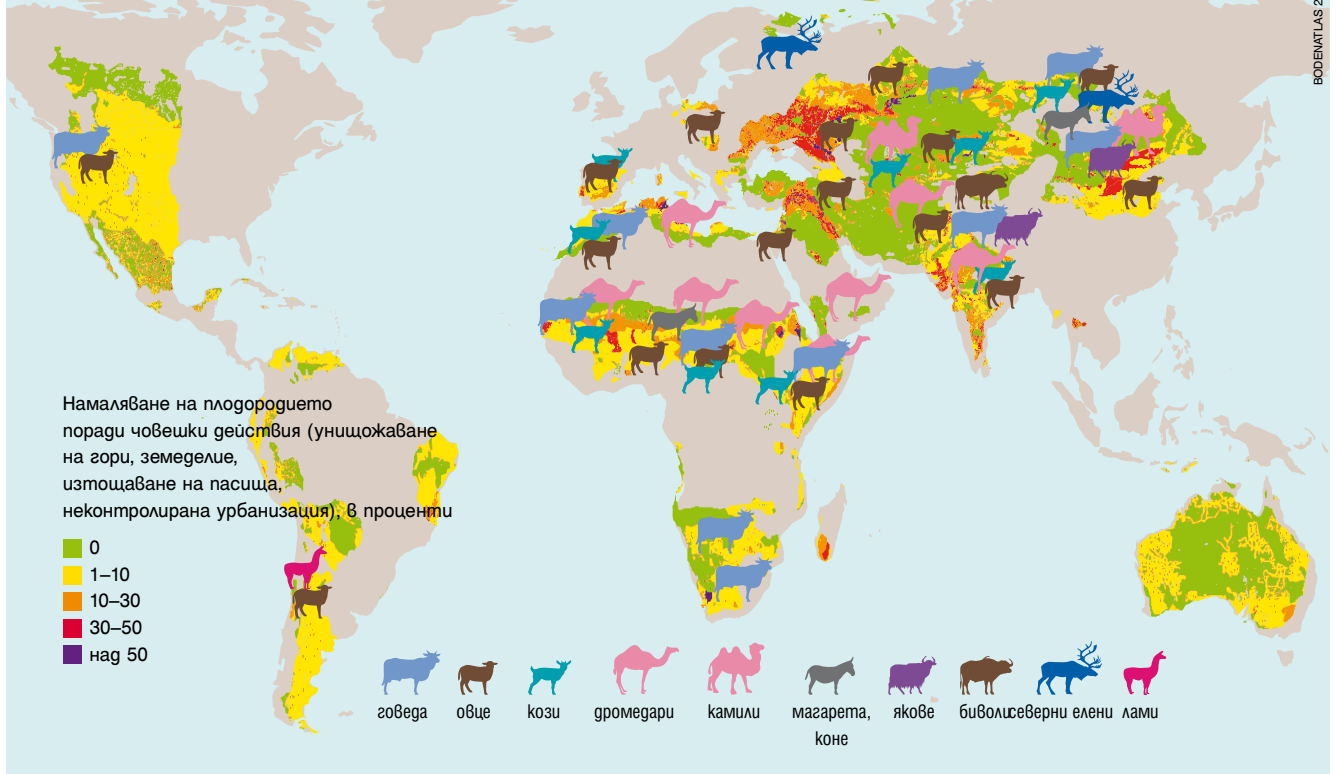 BODENATLAS 2
Намаляване на плодородието
поради човешки действия (унищожаване
на гори, земеделие,
изтощаване на пасища,
неконтролирана урбанизация), в проценти
0
1–10
10–30
30–50
над 50
говеда овце кози дромедари камили магарета, якове биволи северни елени лами
коне